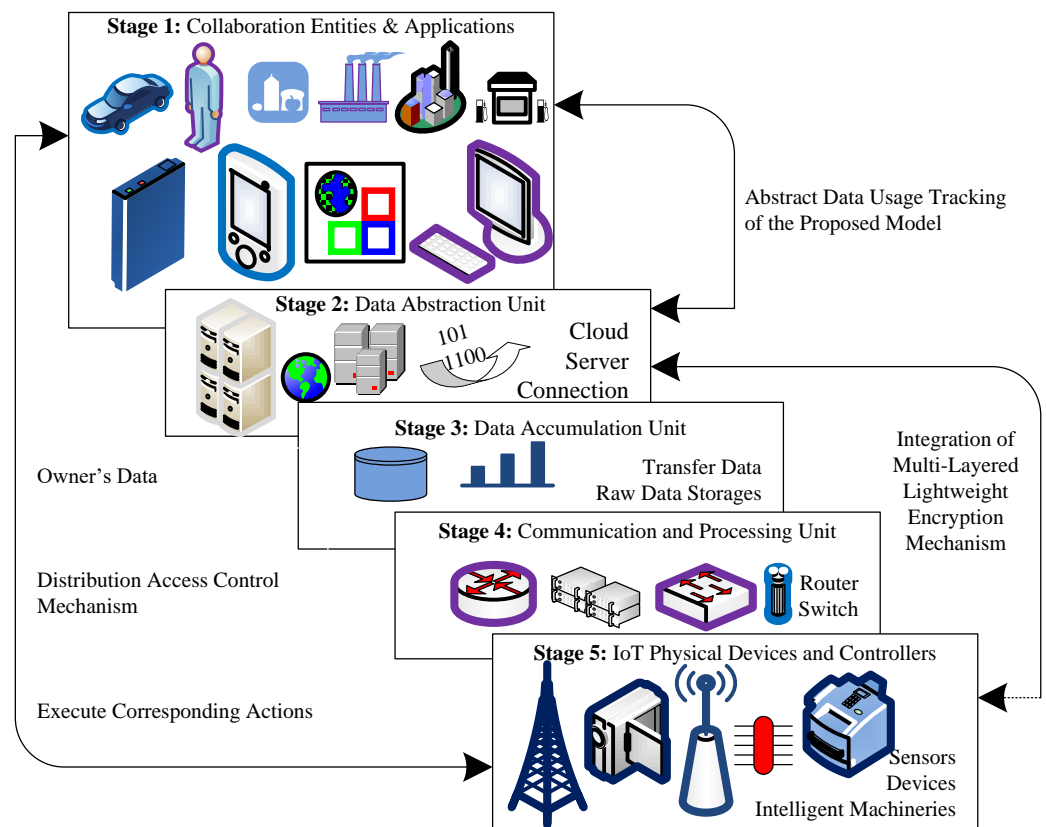 Stage 1: Collaboration Entities & Applications
Abstract Data Usage Tracking
of the Proposed Model
Stage 2: Data Abstraction Unit
101
1100
Cloud
Server
Connection
Stage 3: Data Accumulation Unit
Transfer Data
Raw Data Storages
Integration of
Multi-Layered
Lightweight
Encryption
Mechanism
Owner’s Data
Stage 4: Communication and Processing Unit
Router
Switch
Distribution Access Control
Mechanism
Stage 5: IoT Physical Devices and Controllers
Sensors
Devices
Intelligent Machineries
Execute Corresponding Actions